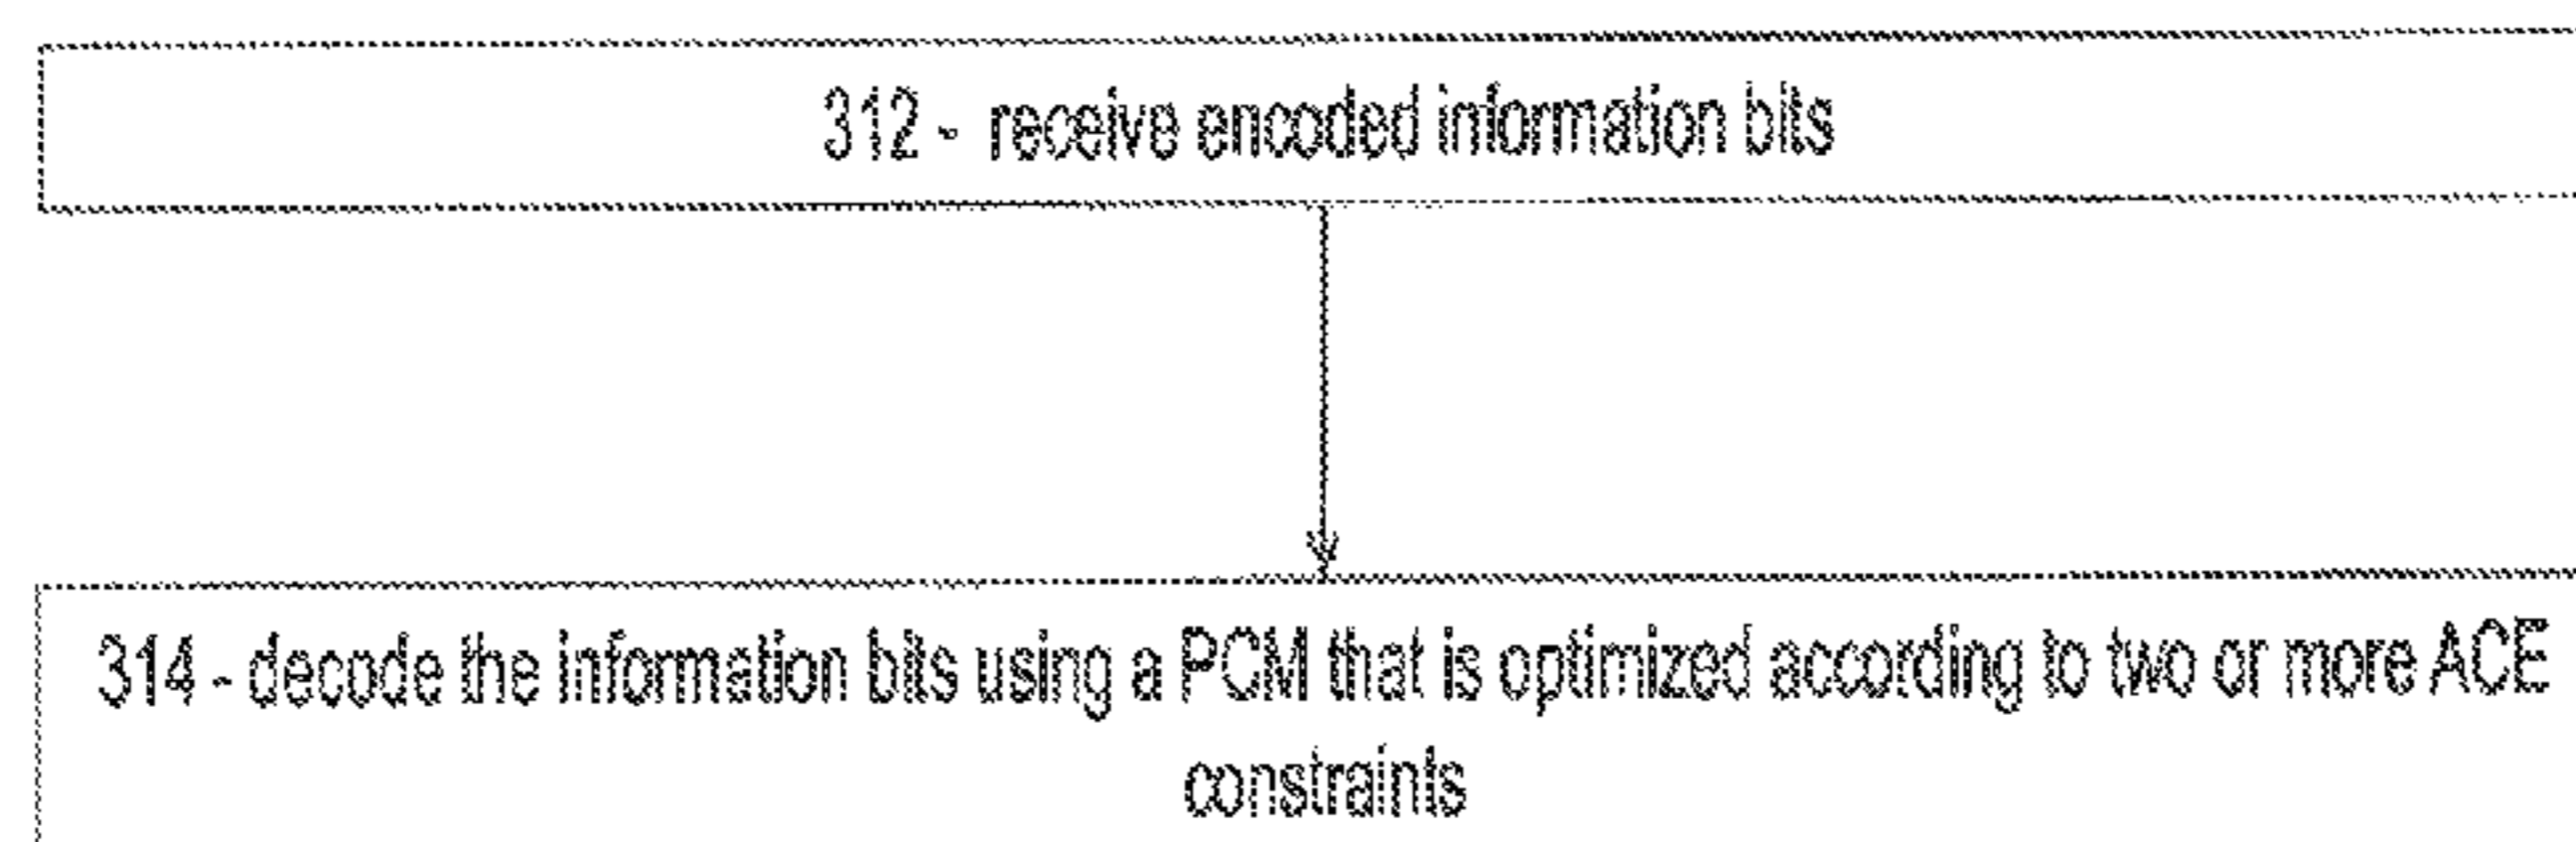 312 - receive encoded information bits
314 - decode the information bits using a PCM that is optimized according to two or more ACE
constraints